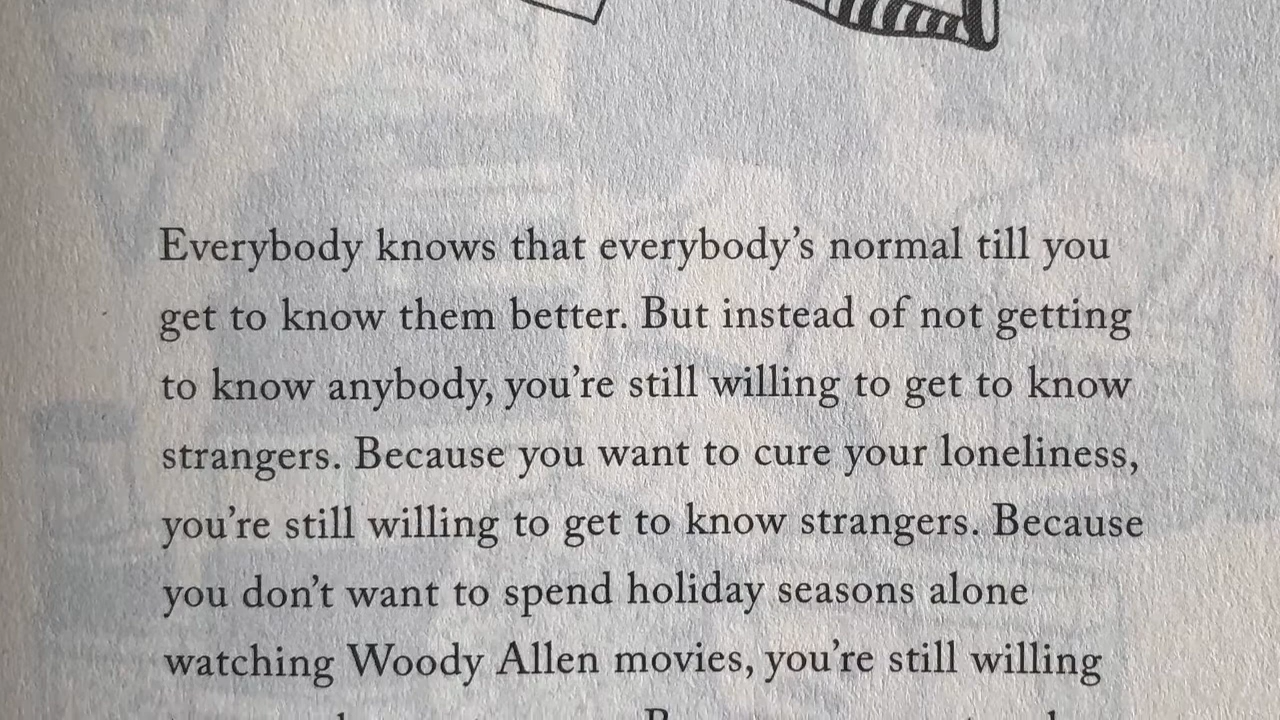 Everybody knows that everybody’s normal till you
get to know them better. But instead of not getting
to know anybody, you’re still willing to get to know
strangers. Because you want to cure your loneliness,
you’re still willing to get to know strangers. Because
you don’t want to spend holiday seasons alone
watching Woody Allen movies, you’re still willing